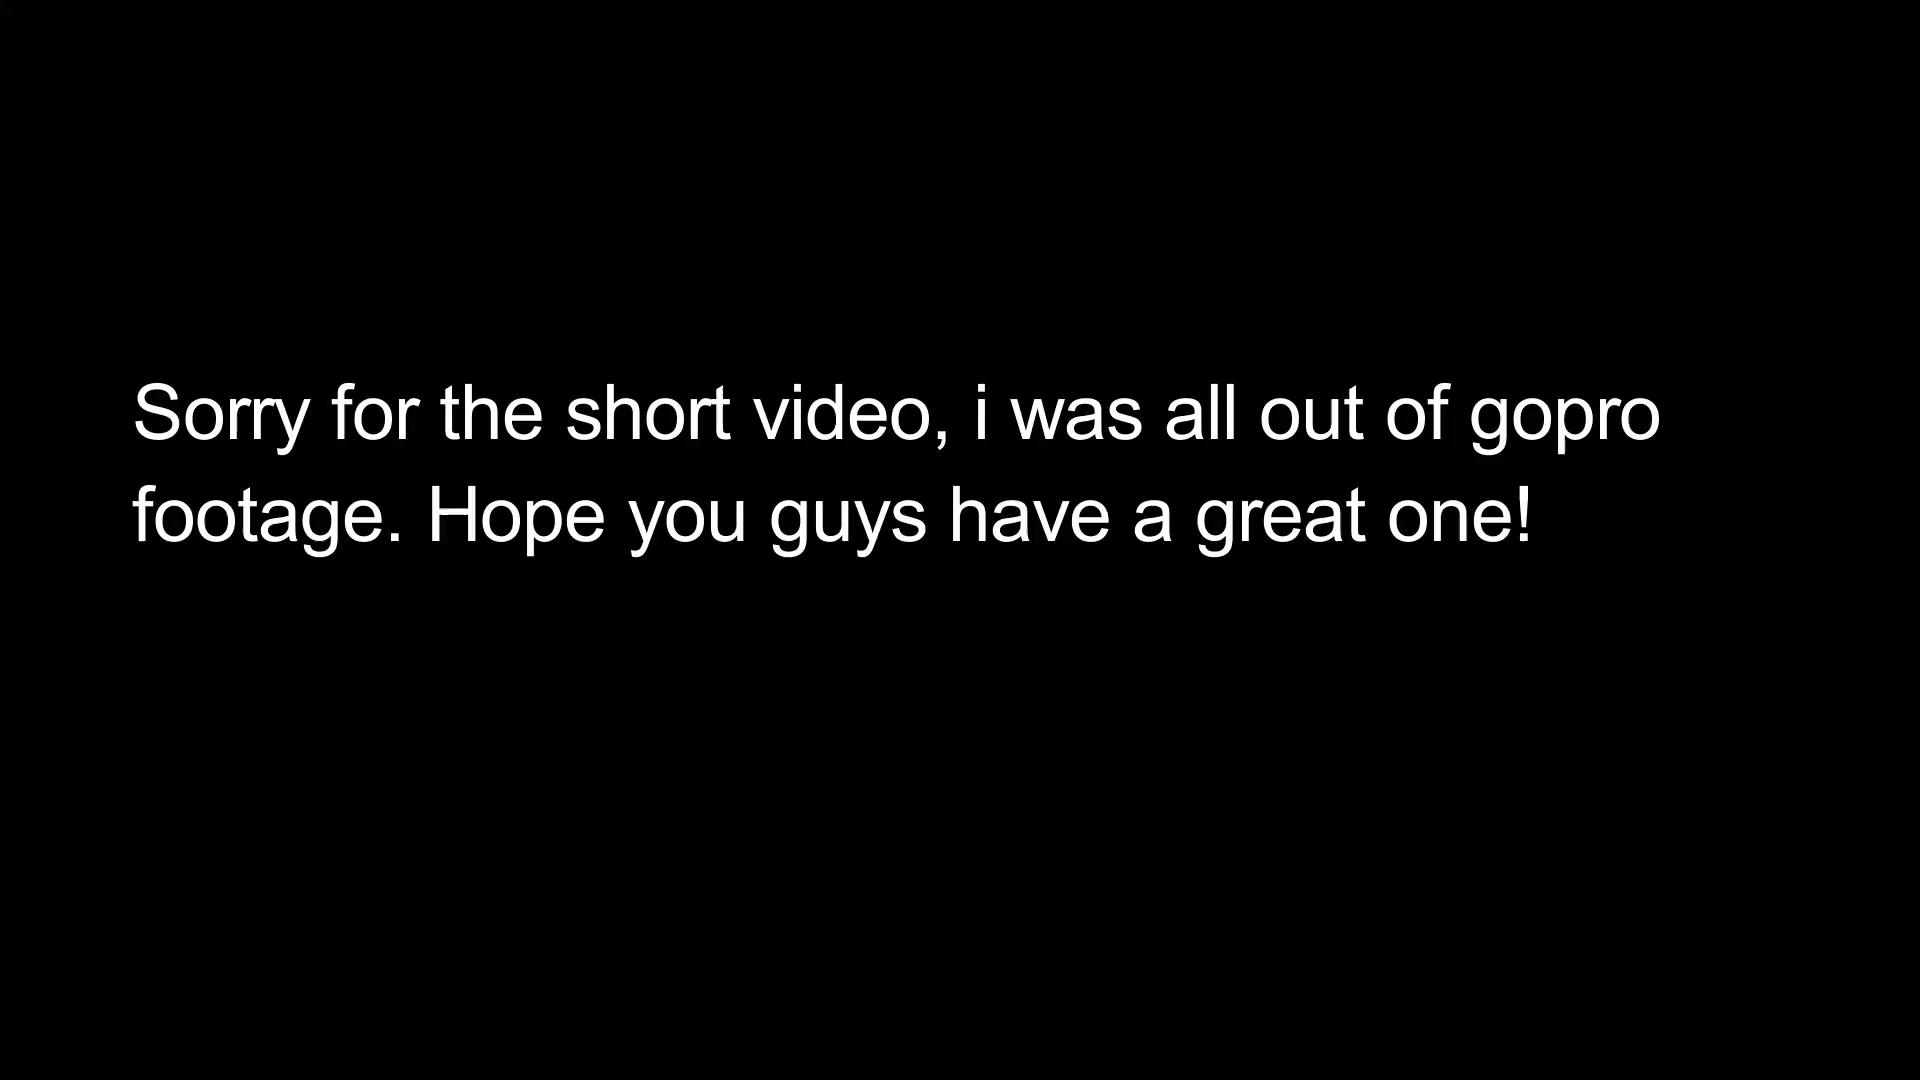 Sorry for the short video, i was all out of gopro
footage. Hope you guys have a great one!